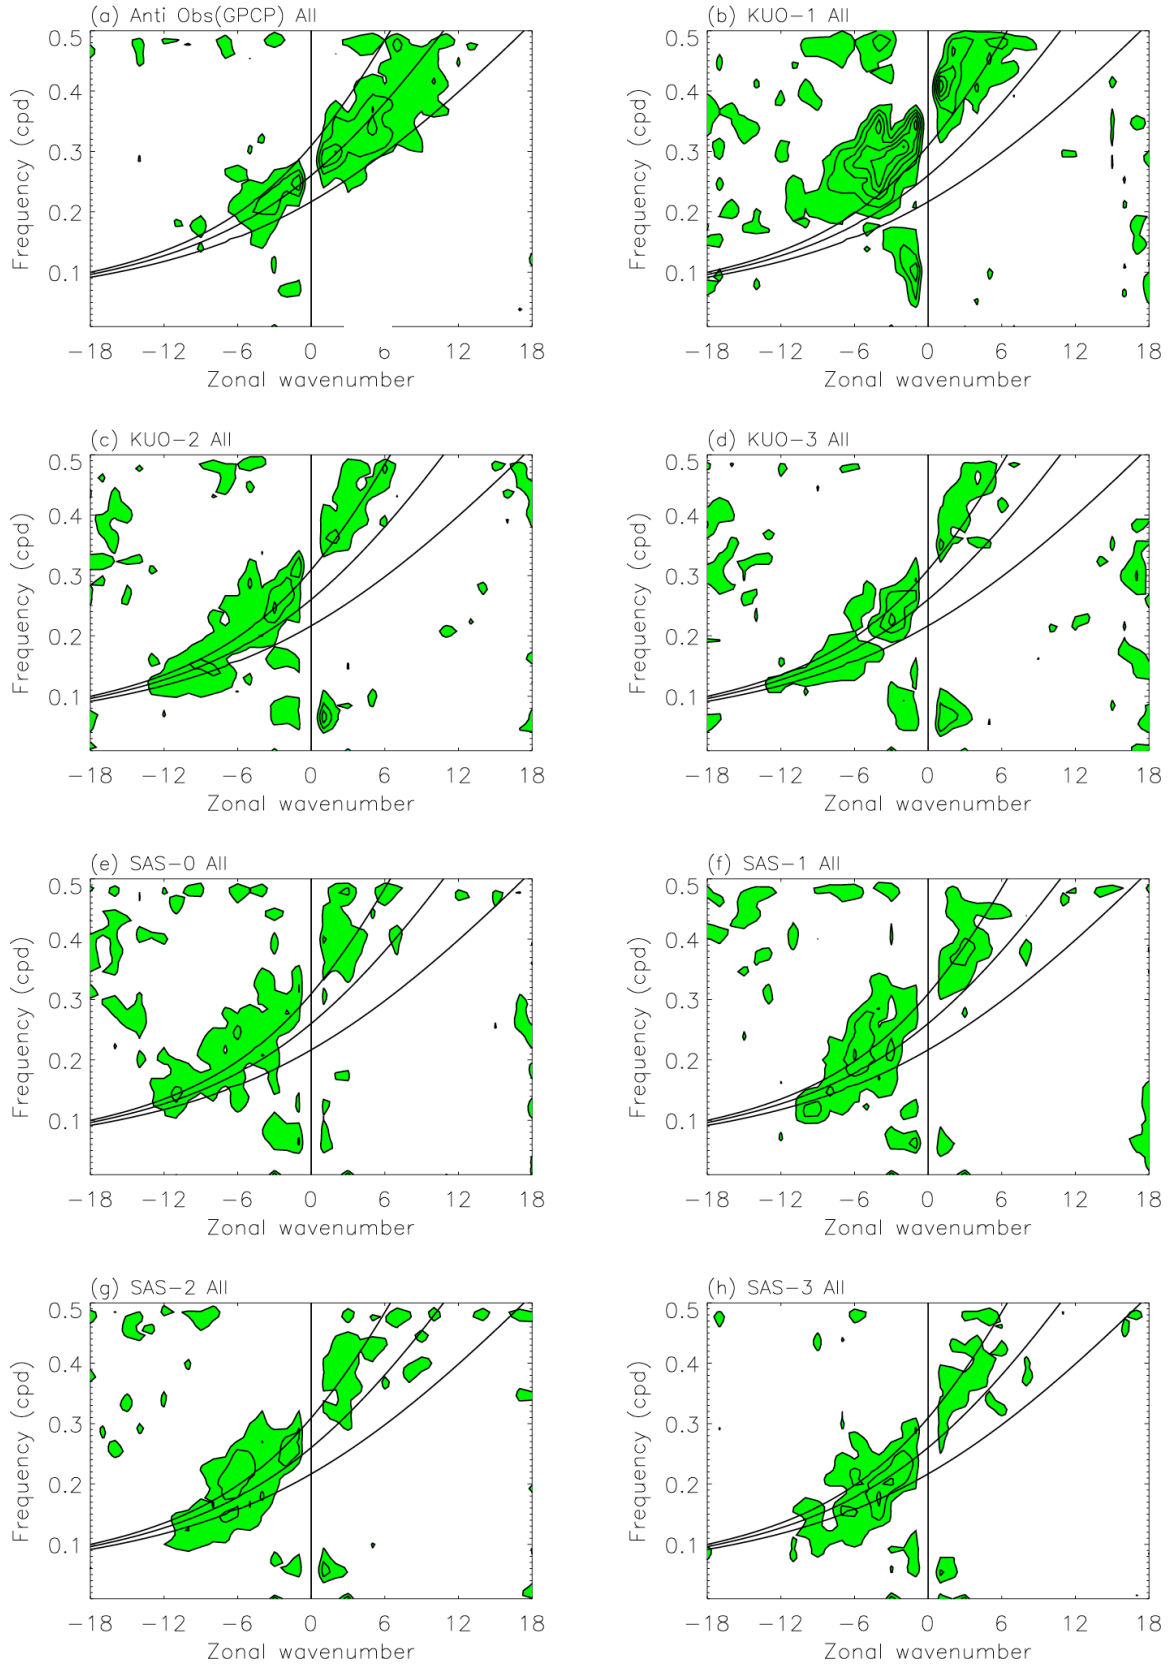 (a) Anti Obs(GPCP) All
0.5
0.4
0.3
0.2
0.1
Frequency (cpd)
−18 −12 −6 0 6 12 18
Zonal wavenumber
(b) KUO−1 All
0.5
0.4
0.3
0.2
0.1
Frequency (cpd)
−18 −12 −6 0 6 12 18
Zonal wavenumber
(c) KUO−2 All
0.5
0.4
0.3
0.2
0.1
Frequency (cpd)
−18 −12 −6 0 6 12 18
Zonal wavenumber
(d) KUO−3 All
0.5
0.4
0.3
0.2
0.1
Frequency (cpd)
−18 −12 −6 0 6 12 18
Zonal wavenumber
(e) SAS−0 All
0.5
0.4
0.3
0.2
0.1
Frequency (cpd)
−18 −12 −6 0 6 12 18
Zonal wavenumber
(f) SAS−1 All
0.5
0.4
0.3
0.2
0.1
Frequency (cpd)
−18 −12 −6 0 6 12 18
Zonal wavenumber
(g) SAS−2 All
0.5
0.4
0.3
0.2
0.1
Frequency (cpd)
−18 −12 −6 0 6 12 18
Zonal wavenumber
(h) SAS−3 All
0.5
0.4
0.3
0.2
0.1
Frequency (cpd)
−18 −12 −6 0 6 12 18
Zonal wavenumber